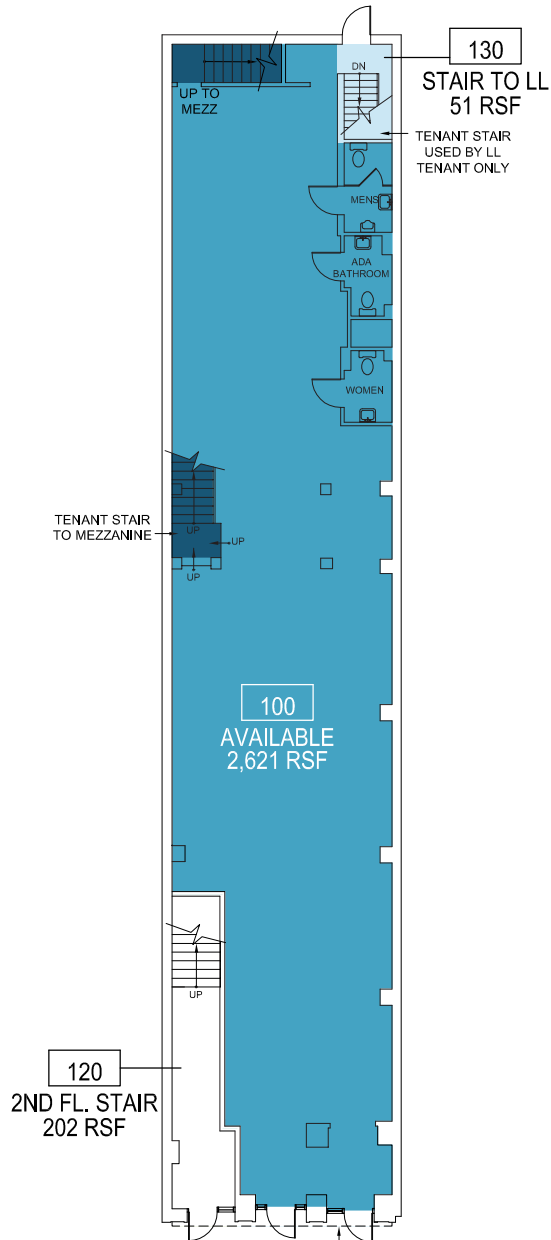 130
STAIR TO LL
51 RSF
DN
UP TO
MEZZ
TENANT STAIR
USED BY LL
TENANT ONLY
MENS
ADA
BATHROOM
WOMEN
TENANT STAIR
TO MEZZANINE
UP
UP
UP
100
AVAILABLE
2,621 RSF
UP
120
2ND FL. STAIR
202 RSF